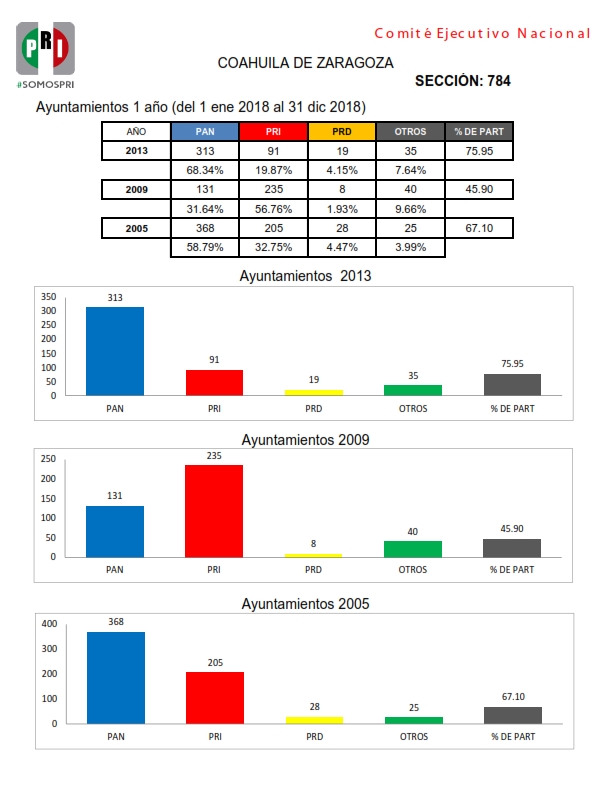 PRI
#SOMOSPRI
Comité Ejecutivo Nacional
COAHUILA DE ZARAGOZA
SECCIÓN: 784
Ayuntamientos 1 año (del 1 ene 2018 al 31 dic 2018)
AÑO PAN PRI PRD OTROS % DE PART
2013 313 91 19 35 75.95
68.34% 19.87% 4.15% 7.64%
2009 131 235 8 40 45.90
31.64% 56.76% 1.93% 9.66%
2005 368 205 28 25 67.10
58.79% 32.75% 4.47% 3.99%
Ayuntamientos 2013
350
300
250
200
150
100
50
0
313
91
19
35
75.95
PAN PRI PRD OTROS % DE PART
Ayuntamientos 2009
250
200
150
100
50
0
131
235
8
40
45.90
PAN PRI PRD OTROS % DE PART
Ayuntamientos 2005
400
300
200
100
0
368
205
28
25
67.10
PAN PRI PRD OTROS % DE PART